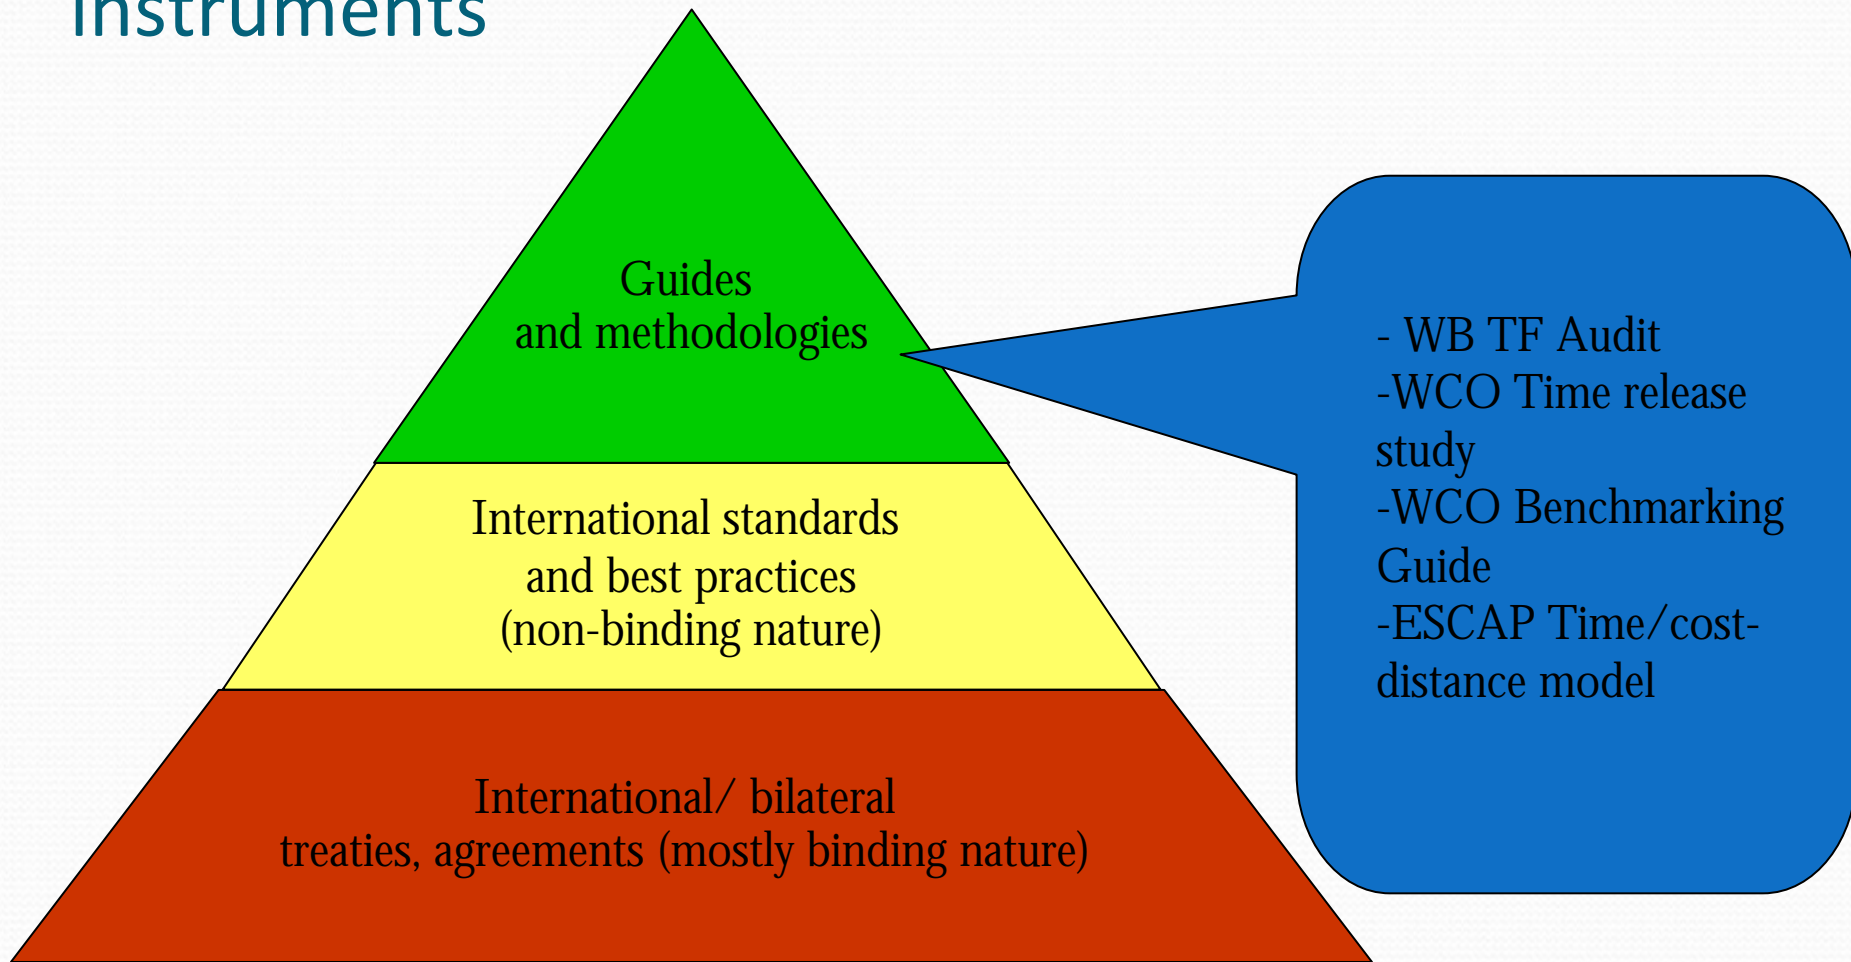 instruments
Guides
and methodologies
International standards
and best practices
(non-binding nature)
International/ bilateral
treaties, agreements (mostly binding nature)
- WB TF Audit
-WCO Time release
study
-WCO Benchmarking
Guide
-ESCAP Time/cost-
distance model